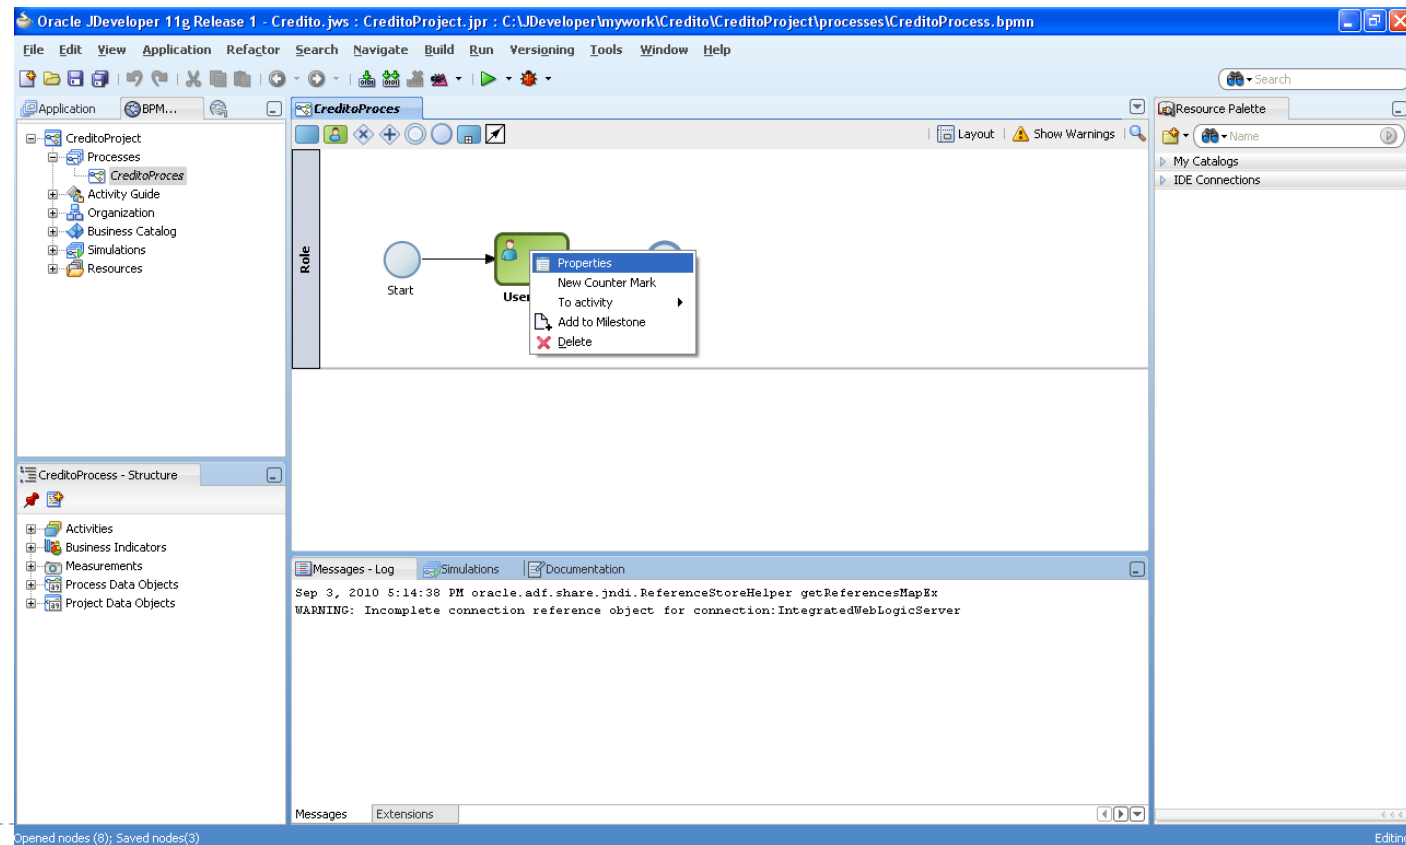 Oracle JDeveloper 11g Release 1 - Credito.jws : CreditoProject.jpr : C:\JDeveloper\mywork\Credito\CreditoProject\processes\CreditoProcess.bpmn
File Edit View Application Refactor Search Navigate Build Run Versioning Tools Window Help
Search
Application BPM...
CreditoProject
Processes
CreditoProces
Activity Guide
Organization
Business Catalog
Simulations
Resources
CreditoProces
Layout Show Warnings
Role
Start
User
Properties
New Counter Mark
To activity
Add to Milestone
Delete
Resource Palette
Name
My Catalogs
IDE Connections
CreditoProcess - Structure
Activities
Business Indicators
Measurements
Process Data Objects
Project Data Objects
Messages - Log Simulations Documentation
Sep 3, 2010 5:14:38 PM oracle.adf.share.jndi.ReferenceStoreHelper getReferencesMapEx
WARNING: Incomplete connection reference object for connection:IntegratedWebLogicServer
Messages Extensions
Opened nodes (8); Saved nodes(3)
Editing